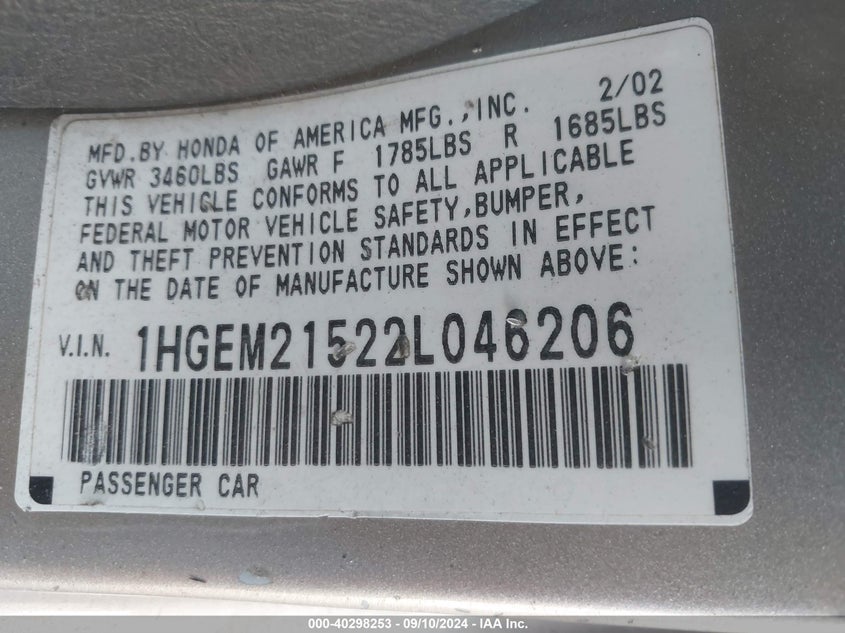 2/02
MFD.BY HONDA OF AMERICA MFG.,INC.
GVWR 3460LBS GAWR F 1785LBS R 1685LBS
THIS VEHICLE CONFORMS TO ALL APPLICABLE
FEDERAL MOTOR VEHICLE SAFETY,BUMPER,
AND THEFT PREVENTION STANDARDS IN EFFECT
ON THE DATE OF MANUFACTURE SHOWN ABOVE:
V.I.N. 1HGEM21522L046206
PASSENGER CAR
000-40298253 - 09/10/2024 - IAA Inc.